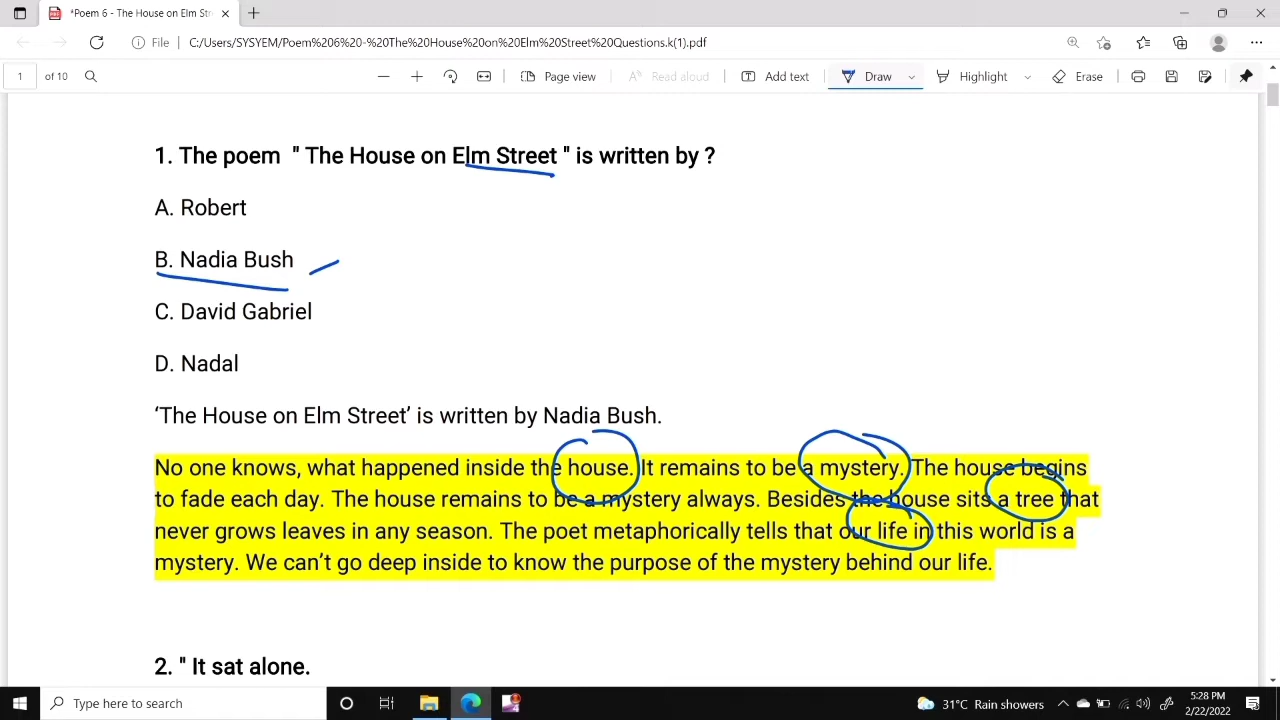 *Poem 6 - The House on Elm Str
File
C:/Users/SYSYEM/Poem%206%20-%20The%20House%20on%20Elm%20Street%20Questions.k(1).pdf
1 of 10
Page view
Read aloud
Add text
Draw
Highlight
Erase
1. The poem " The House on Elm Street " is written by ?
A. Robert
B. Nadia Bush
C. David Gabriel
D. Nadal
‘The House on Elm Street’ is written by Nadia Bush.
No one knows, what happened inside the house. It remains to be a mystery. The house begins
to fade each day. The house remains to be a mystery always. Besides the house sits a tree that
never grows leaves in any season. The poet metaphorically tells that our life in this world is a
mystery. We can’t go deep inside to know the purpose of the mystery behind our life.
2. " It sat alone.
Type here to search
31°C Rain showers
5:28 PM
2/22/2022